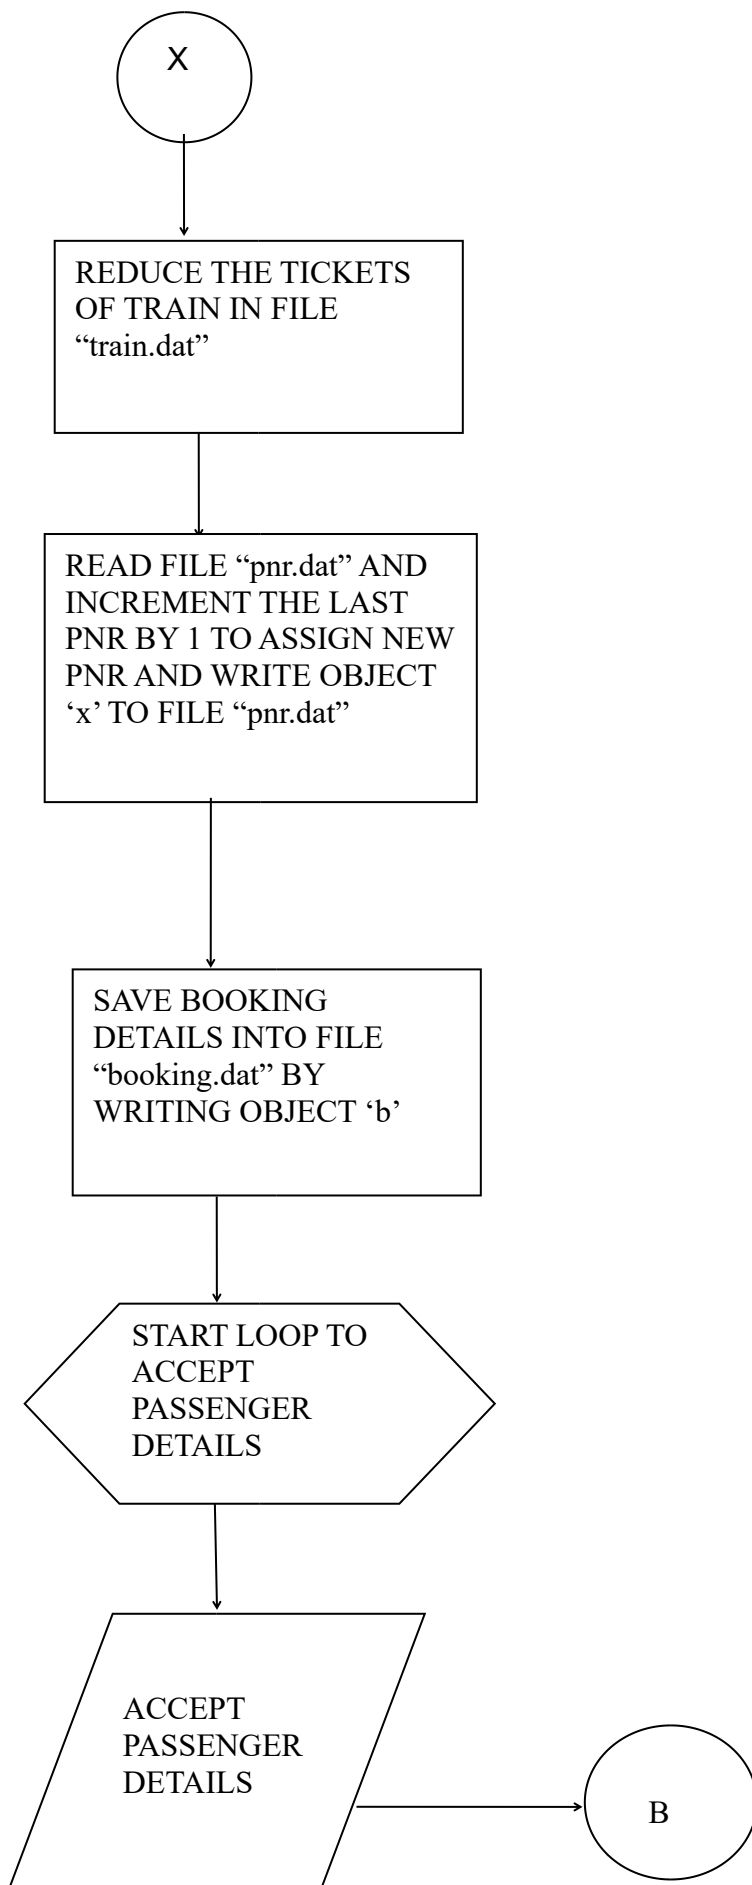 X
REDUCE THE TICKETS
OF TRAIN IN FILE
“train.dat”
READ FILE “pnr.dat” AND
INCREMENT THE LAST
PNR BY 1 TO ASSIGN NEW
PNR AND WRITE OBJECT
‘x’ TO FILE “pnr.dat”
SAVE BOOKING
DETAILS INTO FILE
“booking.dat” BY
WRITING OBJECT ‘b’
START LOOP TO
ACCEPT
PASSENGER
DETAILS
ACCEPT
PASSENGER
DETAILS
B